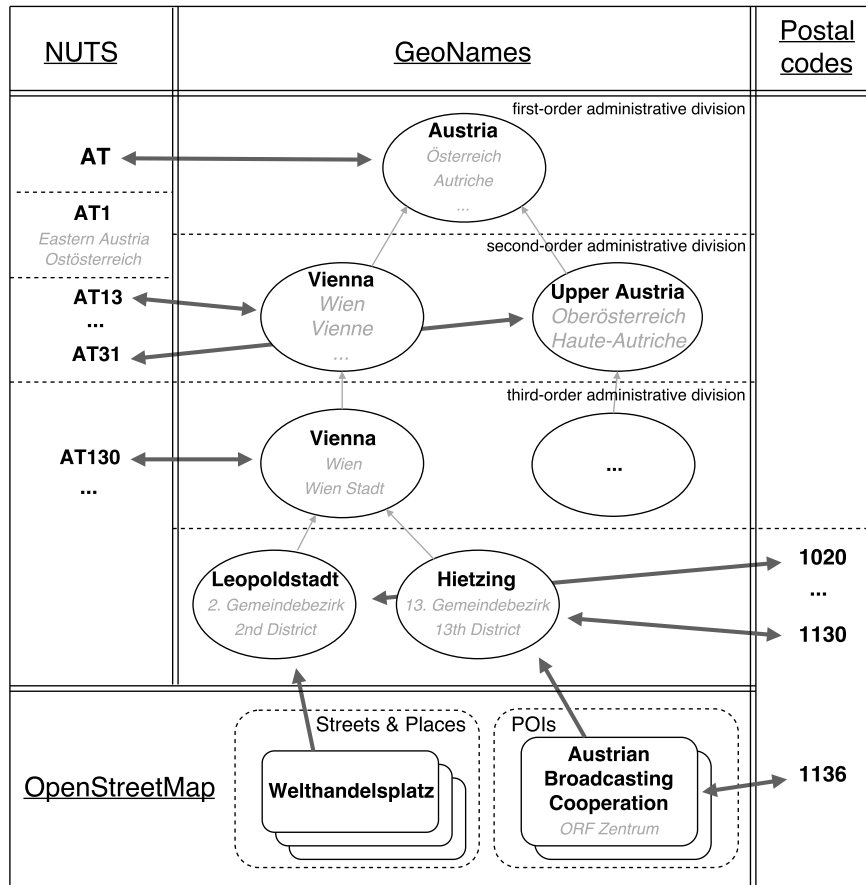 NUTS
GeoNames
Postal
codes
first-order administrative division
Austria
Österreich
Autriche
...
AT
AT1
Eastern Austria
Ostösterreich
second-order administrative division
Vienna
Wien
Vienne
...
Upper Austria
Oberösterreich
Haute-Autriche
AT13
...
AT31
third-order administrative division
Vienna
Wien
Wien Stadt
...
AT130
...
Leopoldstadt
2. Gemeindebezirk
2nd District
Hietzing
13. Gemeindebezirk
13th District
1020
...
1130
OpenStreetMap
Streets & Places
Welthandelsplatz
POIs
Austrian
Broadcasting
Cooperation
ORF Zentrum
1136